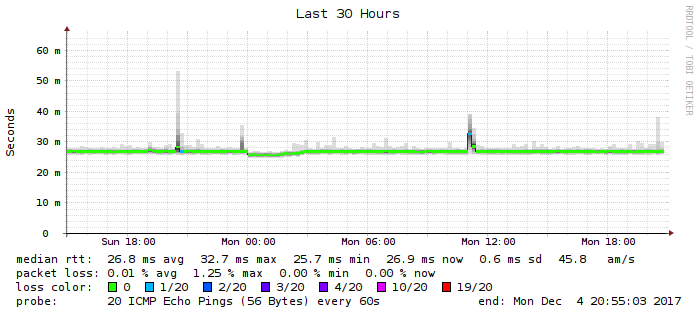 Last 30 Hours
RRDTOOL / TOBI OETIKER
Seconds
60 m
50 m
40 m
30 m
20 m
10 m
0
Sun 18:00 Mon 00:00 Mon 06:00 Mon 12:00 Mon 18:00
median rtt: 26.8 ms avg 32.7 ms max 25.7 ms min 26.9 ms now 0.6 ms sd 45.8 am/s
packet loss: 0.01 % avg 1.25 % max 0.00 % min 0.00 % now
loss color: 0 1/20 2/20 3/20 4/20 10/20 19/20
probe: 20 ICMP Echo Pings (56 Bytes) every 60s end: Mon Dec 4 20:55:03 2017